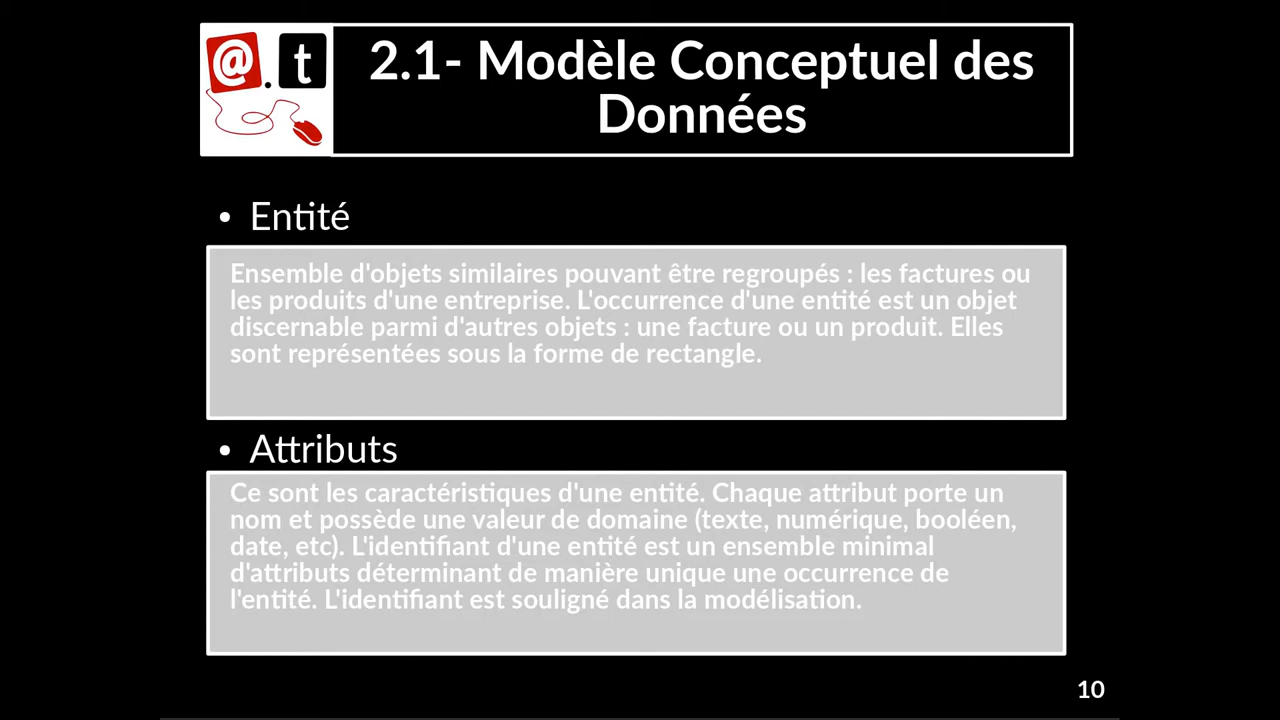 @.t
2.1- Modèle Conceptuel des
Données
• Entité
Ensemble d'objets similaires pouvant être regroupés : les factures ou
les produits d'une entreprise. L'occurrence d'une entité est un objet
discernable parmi d'autres objets : une facture ou un produit. Elles
sont représentées sous la forme de rectangle.
• Attributs
Ce sont les caractéristiques d'une entité. Chaque attribut porte un
nom et possède une valeur de domaine (texte, numérique, booléen,
date, etc). L'identifiant d'une entité est un ensemble minimal
d'attributs déterminant de manière unique une occurrence de
l'entité. L'identifiant est souligné dans la modélisation.
10